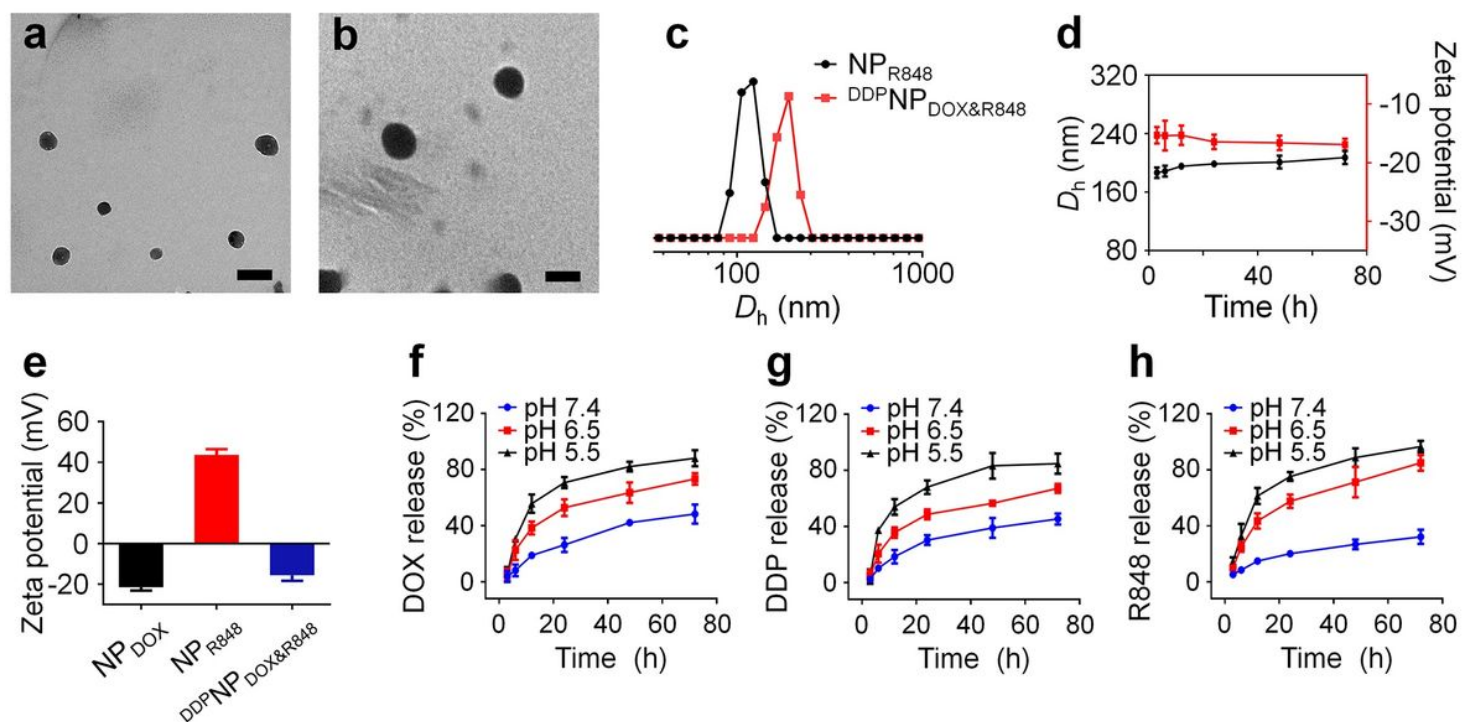 a
b
c
NPR848
DDPNPDOX&R848
100
1000
Dh (nm)
d
320
240
160
80
Dh (nm)
-10
-20
-30
Zeta potential (mV)
0
20
40
60
80
Time (h)
e
60
40
20
0
-20
Zeta potential (mV)
NPDOX
NPR848
DDPNPDOX&R848
f
pH 7.4
pH 6.5
pH 5.5
120
80
40
0
DOX release (%)
0
20
40
60
80
Time (h)
g
pH 7.4
pH 6.5
pH 5.5
120
80
40
0
DDP release (%)
0
20
40
60
80
Time (h)
h
pH 7.4
pH 6.5
pH 5.5
120
80
40
0
R848 release (%)
0
20
40
60
80
Time (h)